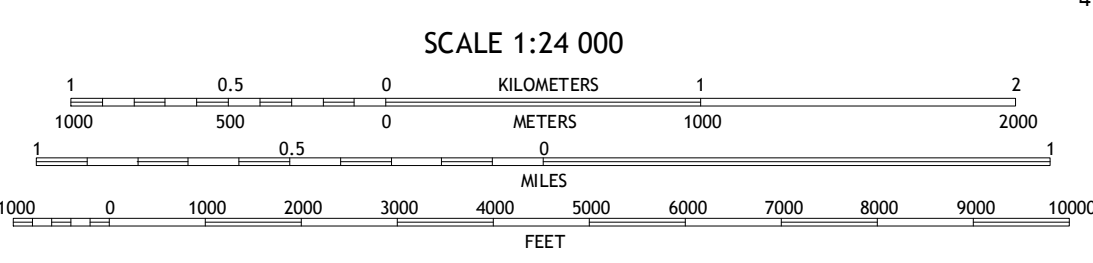 SCALE 1:24 000
1 0.5 0 KILOMETERS 1 2
1000 500 0 METERS 1000 2000
1 0.5 0 1
MILES
1000 0 1000 2000 3000 4000 5000 6000 7000 8000 9000 10000
FEET